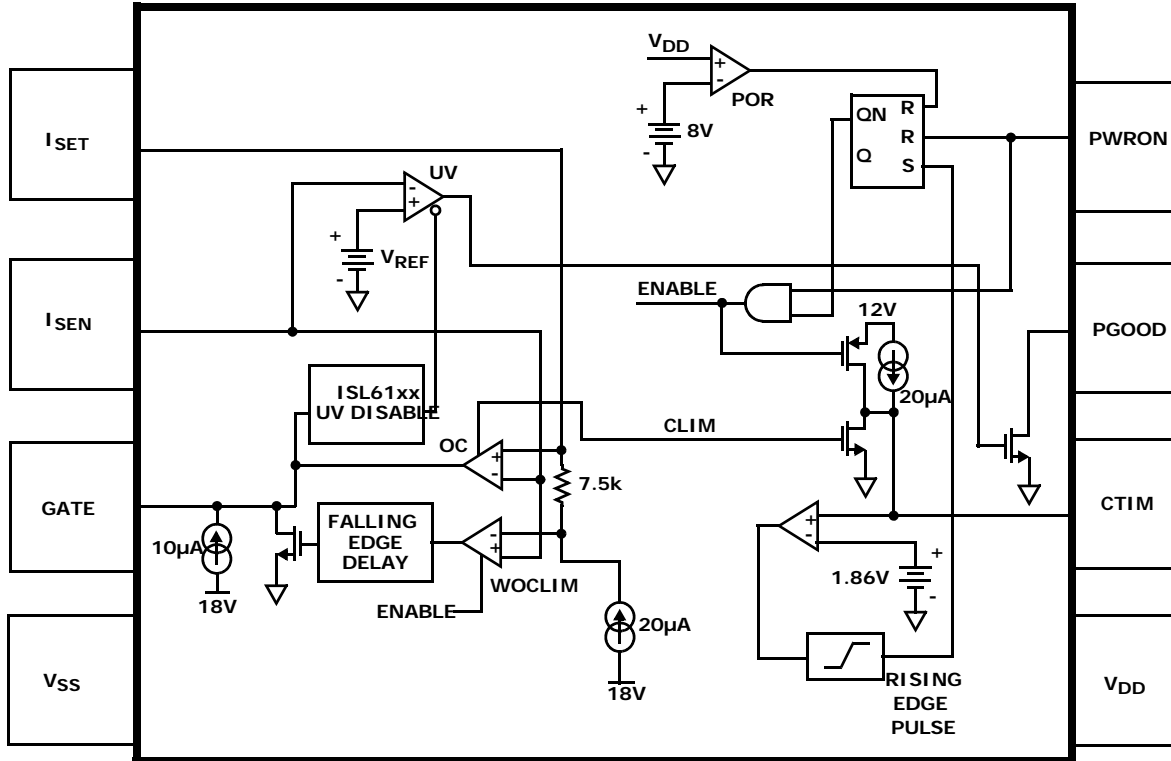 VDD
+
-
POR
+
8V
-
QN
R
R
Q
S
PWRON
ISET
UV
-
+
+
VREF
-
ENABLE
12V
PGOOD
ISEN
20µA
ISL61xx
UV DISABLE
OC
CLIM
+
-
7.5k
GATE
10µA
18V
FALLING
EDGE
DELAY
-
+
WOCLIM
ENABLE
20µA
18V
+
-
+
1.86V
-
CTIM
RISING
EDGE
PULSE
VSS
VDD